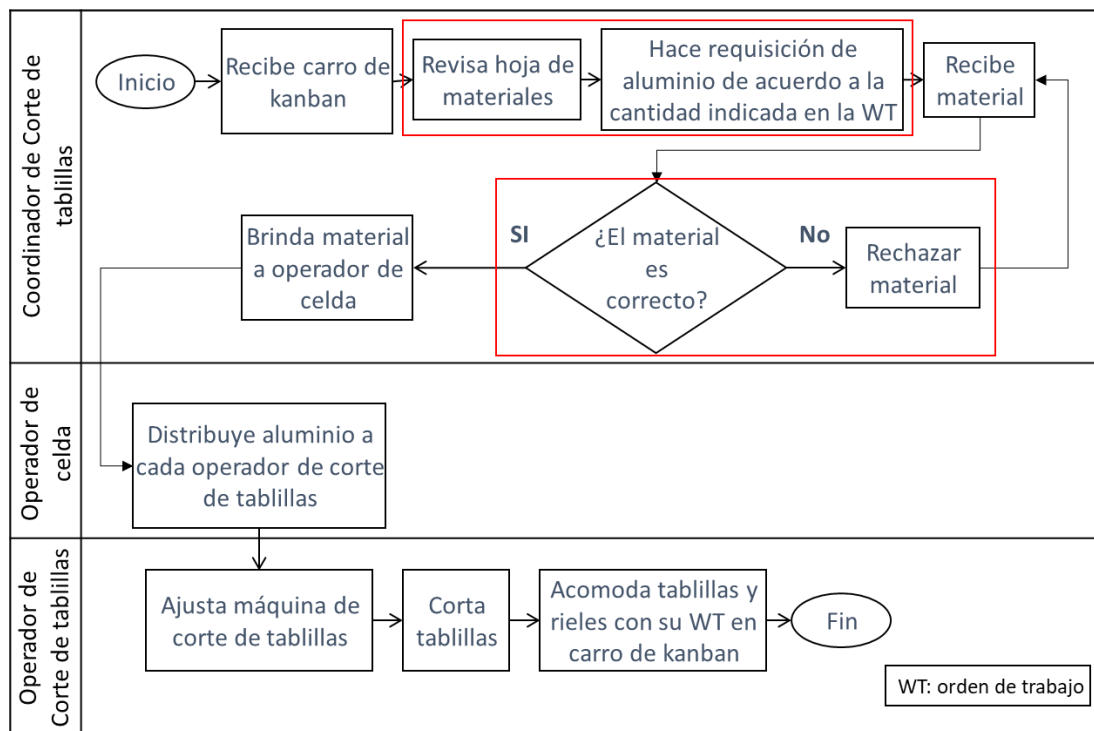 Coordinador de Corte de
tablillas
Inicio
Recibe carro de
kanban
Revisa hoja de
materiales
Hace requisición de
aluminio de acuerdo a la
cantidad indicada en la WT
Recibe
material
¿El material
es
correcto?
SI
No
Rechazar
material
Brinda material
a operador de
celda
Operador de
celda
Distribuye aluminio a
cada operador de corte
de tablillas
Operador de
Corte de tablillas
Ajusta máquina de
corte de tablillas
Corta
tablillas
Acomoda tablillas y
rieles con su WT en
carro de kanban
Fin
WT: orden de trabajo